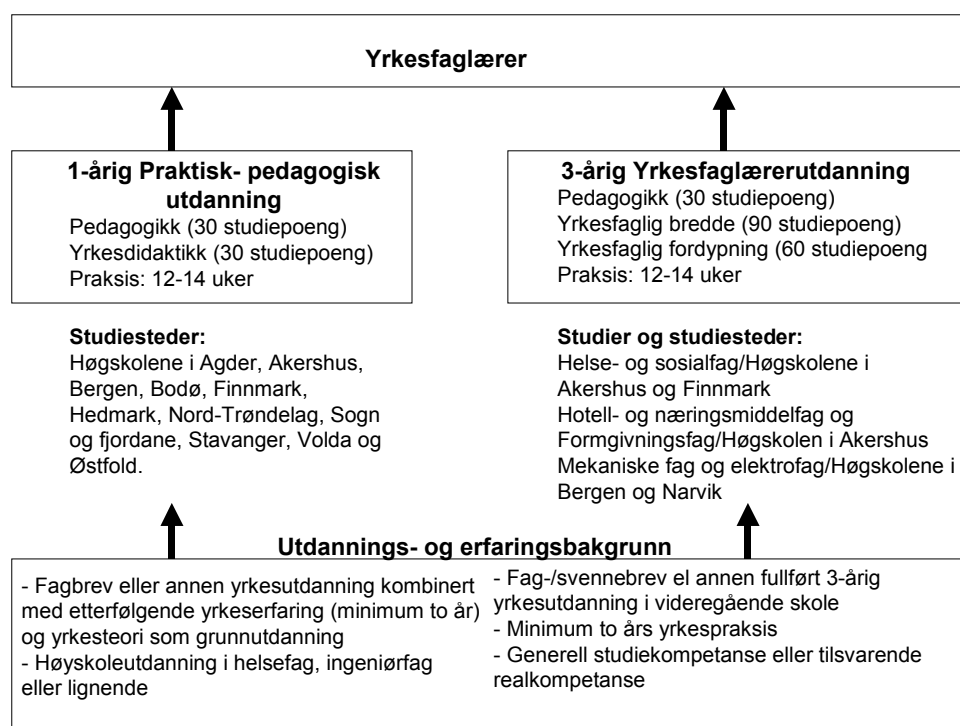 Yrkesfaglærer
1-årig Praktisk- pedagogisk
utdanning
Pedagogikk (30 studiepoeng)
Yrkesdidaktikk (30 studiepoeng)
Praksis: 12-14 uker
3-årig Yrkesfaglærerutdanning
Pedagogikk (30 studiepoeng)
Yrkesfaglig bredde (90 studiepoeng)
Yrkesfaglig fordypning (60 studiepoeng
Praksis: 12-14 uker
Studiesteder:
Høgskolene i Agder, Akershus,
Bergen, Bodø, Finnmark,
Hedmark, Nord-Trøndelag, Sogn
og fjordane, Stavanger, Volda og
Østfold.
Studier og studiesteder:
Helse- og sosialfag/Høgskolene i
Akershus og Finnmark
Hotell- og næringsmiddelfag og
Formgivningsfag/Høgskolen i Akershus
Mekaniske fag og elektrofag/Høgskolene i
Bergen og Narvik
Utdannings- og erfaringsbakgrunn
- Fagbrev eller annen yrkesutdanning kombinert
med etterfølgende yrkeserfaring (minimum to år)
og yrkesteori som grunnutdanning
- Høyskoleutdanning i helsefag, ingeniørfag
eller lignende
- Fag-/svennebrev el annen fullført 3-årig
yrkesutdanning i videregående skole
- Minimum to års yrkespraksis
- Generell studiekompetanse eller tilsvarende
realkompetanse